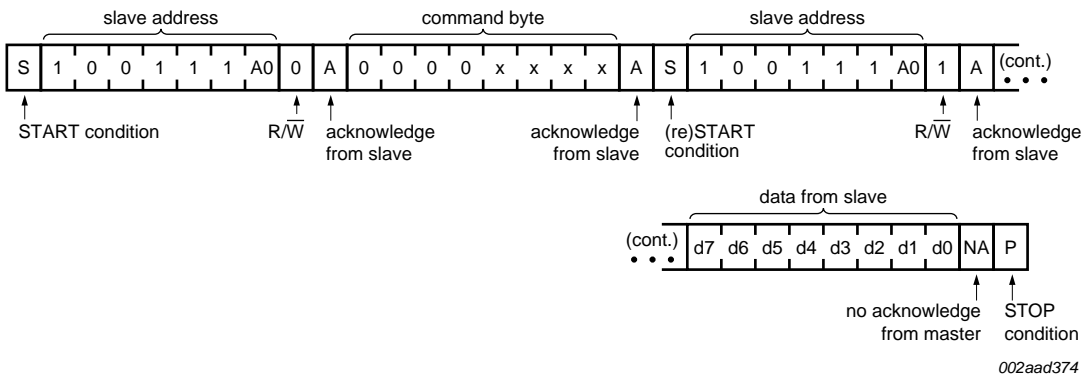 slave address command byte slave address
S 1 0 0 1 1 1 A0 0 A 0 0 0 0 x x x x A S 1 0 0 1 1 1 A0 1 A (cont.)
START condition R/W acknowledge from slave acknowledge from slave (re)START condition R/W acknowledge from slave
data from slave
(cont.) d7 d6 d5 d4 d3 d2 d1 d0 NA P
no acknowledge from master STOP condition
002aad374